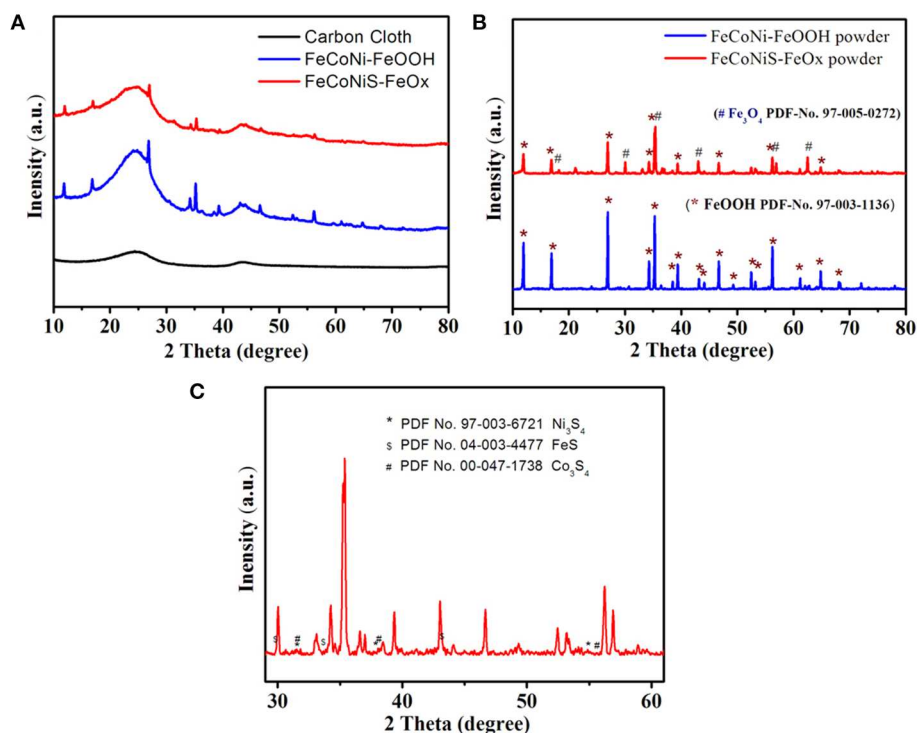 A
Carbon Cloth
FeCoNi-FeOOH
FeCoNiS-FeOx
Inensity (a.u.)
10 20 30 40 50 60 70 80
2 Theta (degree)
B
FeCoNi-FeOOH powder
FeCoNiS-FeOx powder
(# Fe3O4 PDF-No. 97-005-0272)
(* FeOOH PDF-No. 97-003-1136)
Inensity (a.u.)
10 20 30 40 50 60 70 80
2 Theta (degree)
C
* PDF No. 97-003-6721 Ni3S4
$ PDF No. 04-003-4477 FeS
# PDF No. 00-047-1738 Co3S4
Inensity (a.u.)
30 40 50 60
2 Theta (degree)